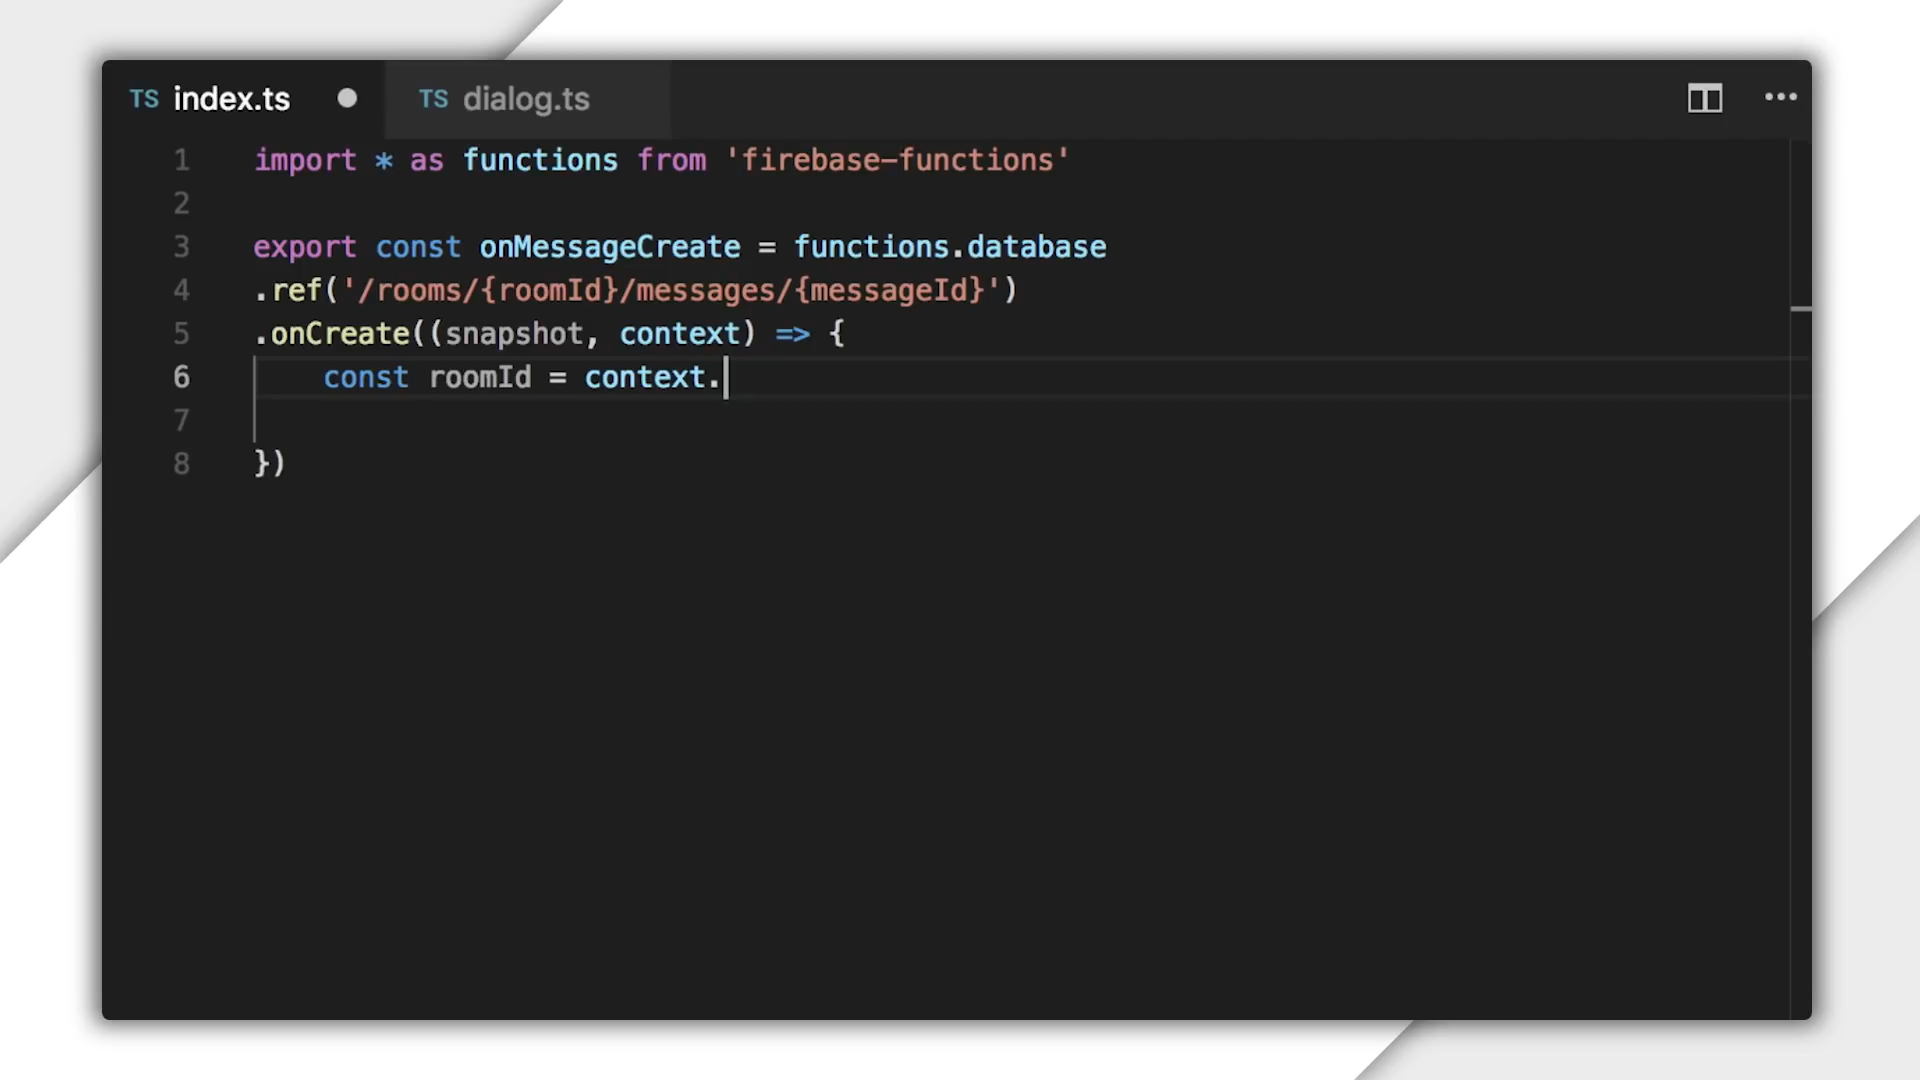 TS index.ts TS dialog.ts
1 import * as functions from 'firebase-functions'
2
3 export const onMessageCreate = functions.database
4 .ref('/rooms/{roomId}/messages/{messageId}')
5 .onCreate((snapshot, context) => {
6 const roomId = context.
7
8 })